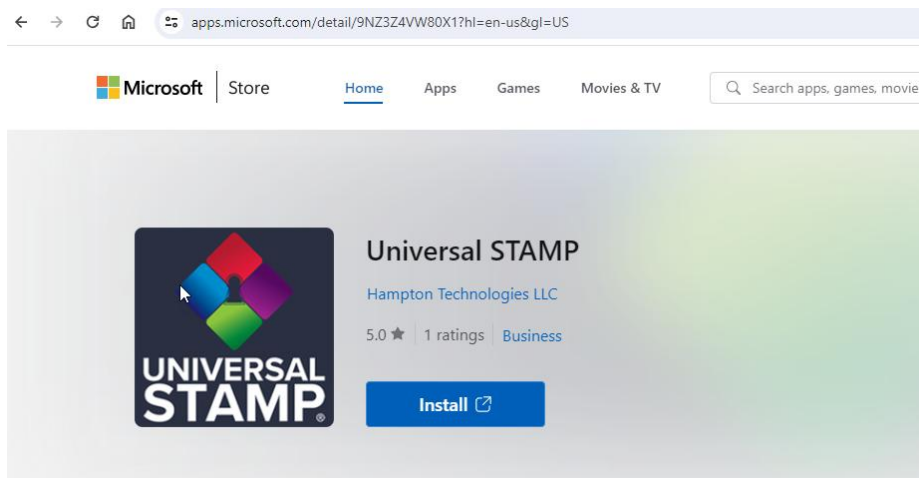 apps.microsoft.com/detail/9NZ3Z4VW80X1?hl=en-us&gl=US
Microsoft | Store Home Apps Games Movies & TV Search apps, games, movie
Universal STAMP
Hampton Technologies LLC
5.0 ★ 1 ratings Business
UNIVERSAL
STAMP®
Install